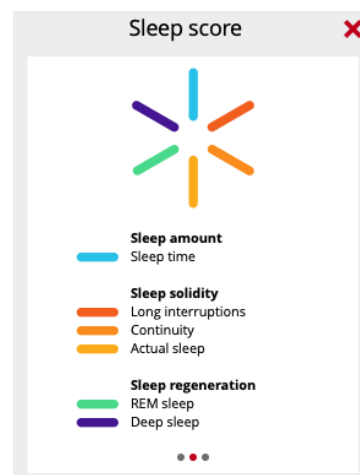 Sleep score
Sleep amount
Sleep time
Sleep solidity
Long interruptions
Continuity
Actual sleep
Sleep regeneration
REM sleep
Deep sleep